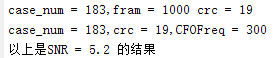 case_num = 183,fram = 1000 crc = 19
case_num = 183,crc = 19,CFOFreq = 300
以上是SNR = 5.2 的结果